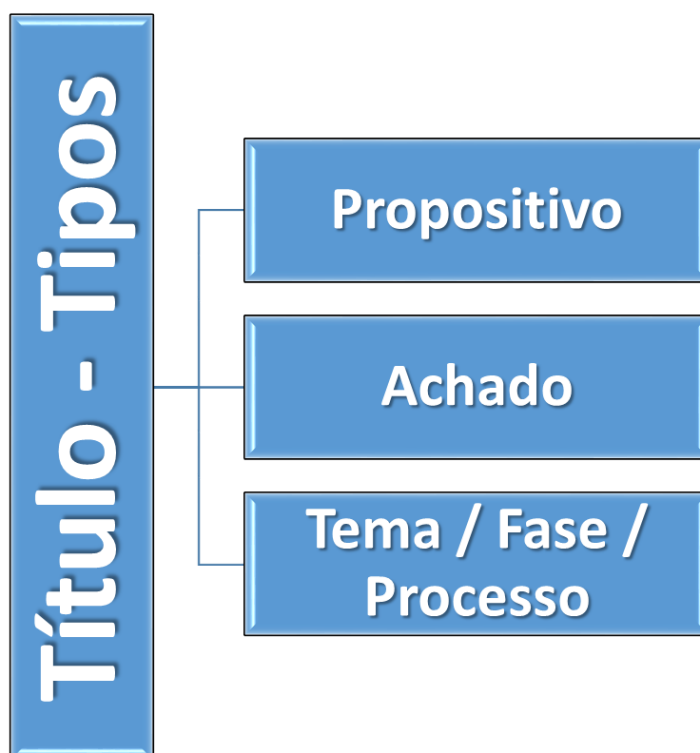 Título - Tipos
Propositivo
Achado
Tema / Fase /
Processo